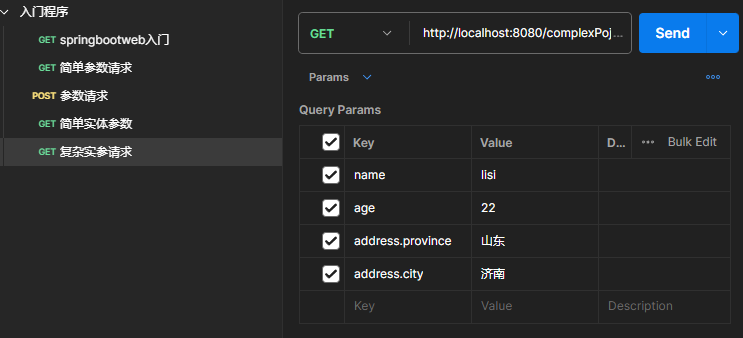 入门程序
GET springbootweb入门
GET 简单参数请求
POST 参数请求
GET 简单实体参数
GET 复杂实参请求
GET http://localhost:8080/complexPoj... Send
Params
Query Params
Key Value D... Bulk Edit
name lisi
age 22
address.province 山东
address.city 济南
Key Value Description